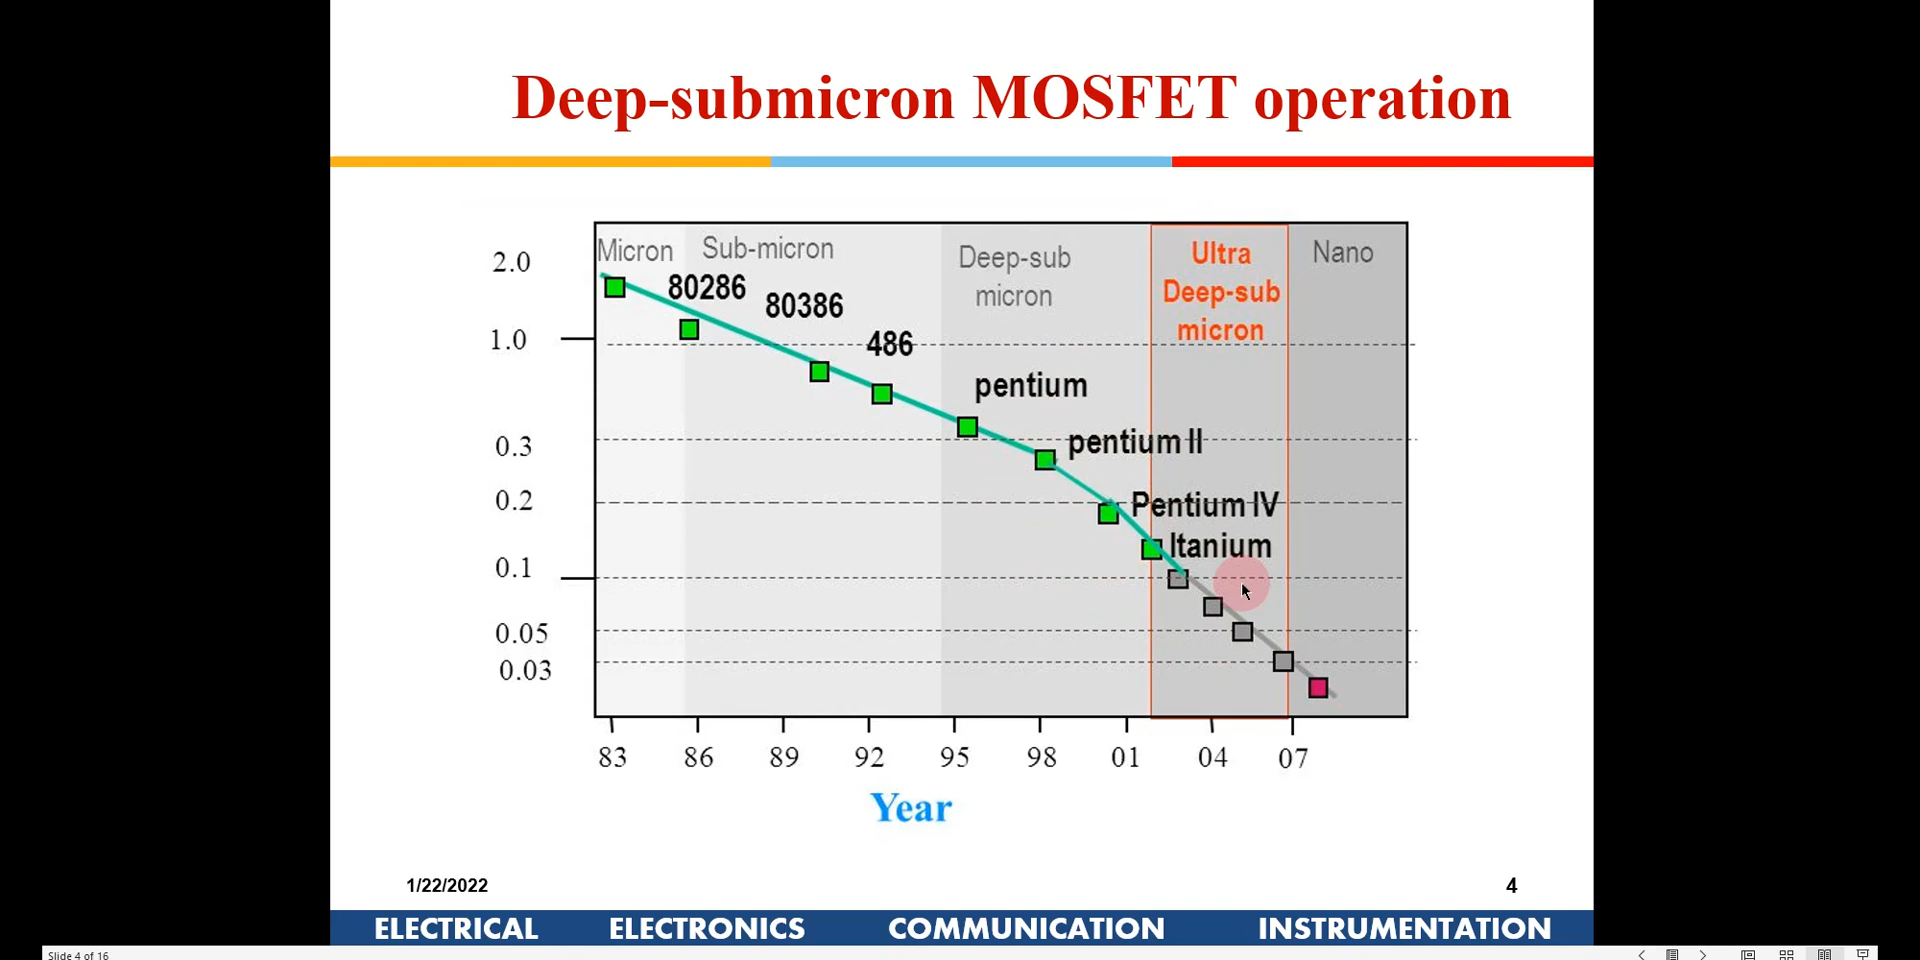 Deep-submicron MOSFET operation
Micron
Sub-micron
Deep-sub
micron
Ultra
Deep-sub
micron
Nano
2.0
80286
80386
1.0
486
pentium
0.3
pentium II
0.2
Pentium IV
Itanium
0.1
0.05
0.03
83 86 89 92 95 98 01 04 07
Year
1/22/2022
4
ELECTRICAL ELECTRONICS COMMUNICATION INSTRUMENTATION
Slide 4 of 16